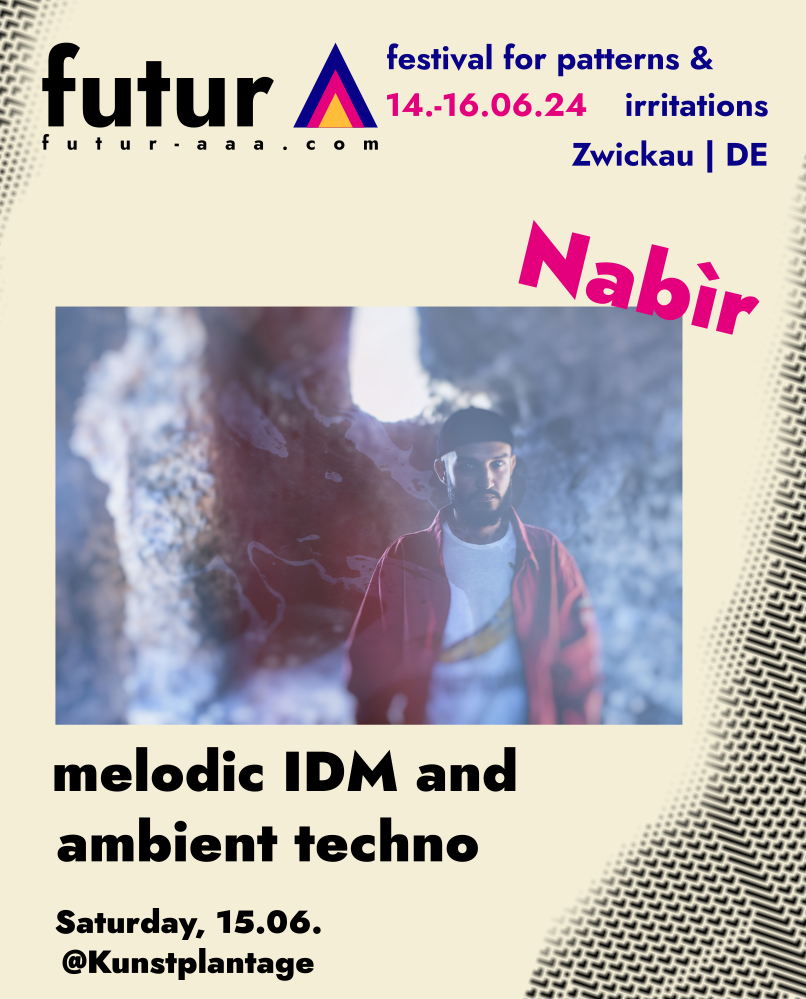 futur
futur-aaa.com
festival for patterns &
14.-16.06.24 irritations
Zwickau | DE
Nabìr
melodic IDM and
ambient techno
Saturday, 15.06.
@Kunstplantage